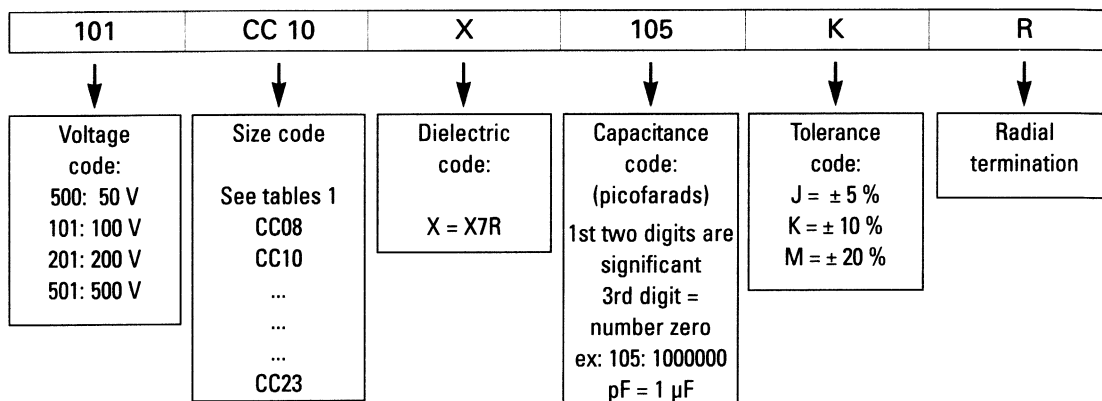 101 CC 10 X 105 K R
Voltage
code:
500: 50 V
101: 100 V
201: 200 V
501: 500 V
Size code
See tables 1
CC08
CC10
...
...
...
CC23
Dielectric
code:
X = X7R
Capacitance
code:
(picofarads)
1st two digits are
significant
3rd digit =
number zero
ex: 105: 1000000
pF = 1 µF
Tolerance
code:
J = ± 5 %
K = ± 10 %
M = ± 20 %
Radial
termination